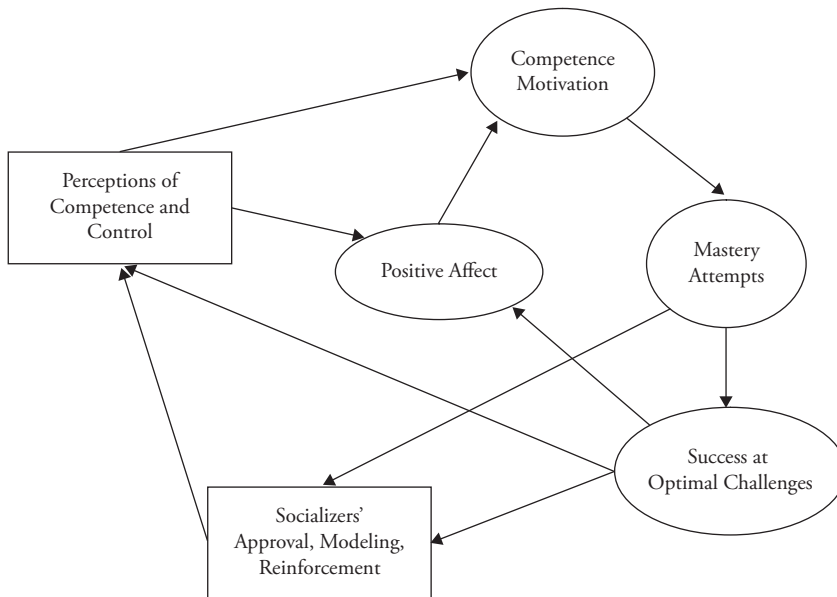 Competence
Motivation
Perceptions of
Competence and
Control
Positive Affect
Mastery
Attempts
Success at
Optimal Challenges
Socializers’
Approval, Modeling,
Reinforcement